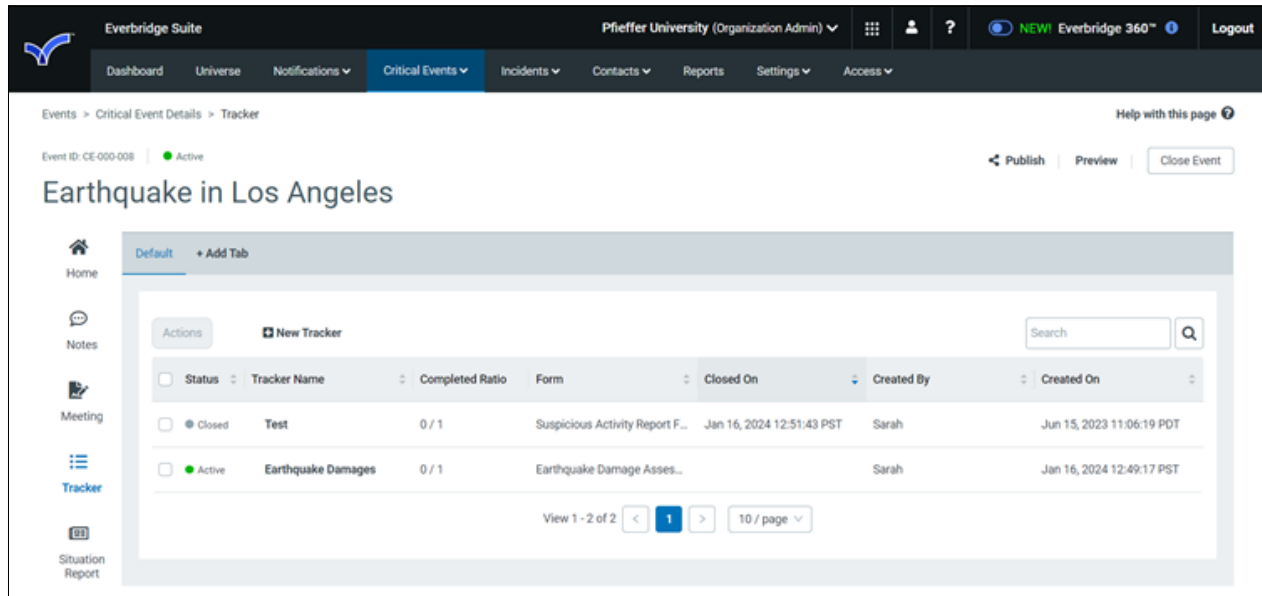 Everbridge Suite
Pfieffer University (Organization Admin)
?
NEW! Everbridge 360™
Logout
Dashboard Universe Notifications Critical Events Incidents Contacts Reports Settings Access
Events > Critical Event Details > Tracker
Help with this page
Event ID: CE-000-008
Active
Publish
Preview
Close Event
Earthquake in Los Angeles
Home
Notes
Meeting
Tracker
Situation
Report
Default
+ Add Tab
Actions
New Tracker
Search
Status Tracker Name Completed Ratio Form Closed On Created By Created On
Closed Test 0 / 1 Suspicious Activity Report F... Jan 16, 2024 12:51:43 PST Sarah Jun 15, 2023 11:06:19 PDT
Active Earthquake Damages 0 / 1 Earthquake Damage Asses... Sarah Jan 16, 2024 12:49:17 PST
View 1 - 2 of 2 < 1 > 10 / page